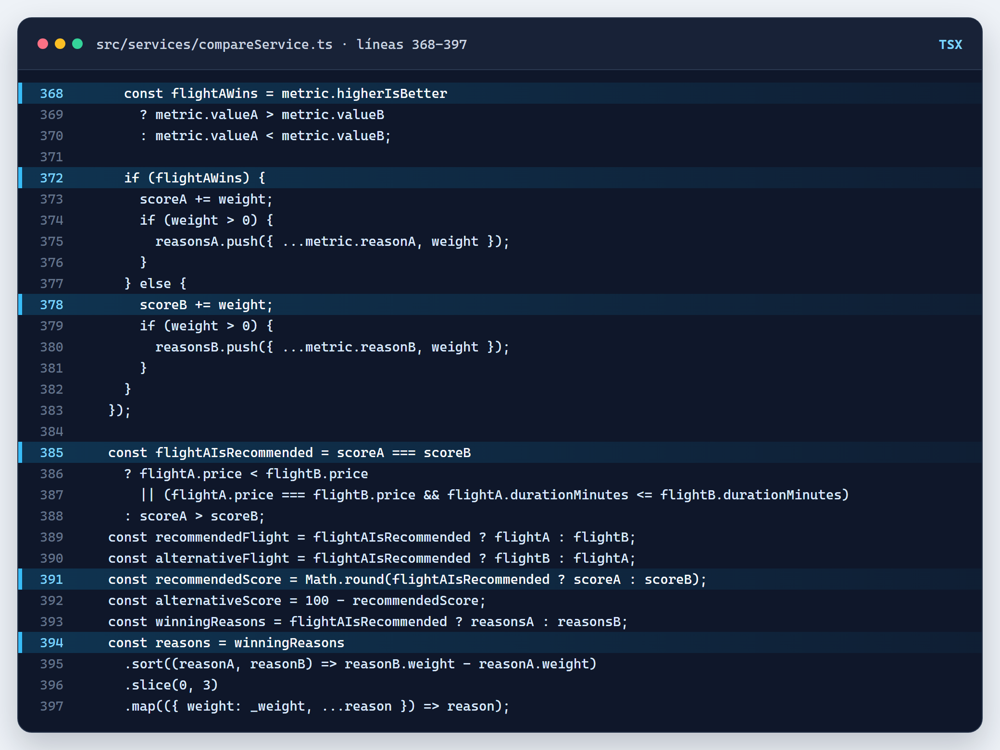 src/services/compareService.ts · líneas 368–397
TSX
368 const flightAWins = metric.higherIsBetter
369 ? metric.valueA > metric.valueB
370 : metric.valueA < metric.valueB;
371
372 if (flightAWins) {
373 scoreA += weight;
374 if (weight > 0) {
375 reasonsA.push({ ...metric.reasonA, weight });
376 }
377 } else {
378 scoreB += weight;
379 if (weight > 0) {
380 reasonsB.push({ ...metric.reasonB, weight });
381 }
382 }
383 });
384
385 const flightAIsRecommended = scoreA === scoreB
386 ? flightA.price < flightB.price
387 || (flightA.price === flightB.price && flightA.durationMinutes <= flightB.durationMinutes)
388 : scoreA > scoreB;
389 const recommendedFlight = flightAIsRecommended ? flightA : flightB;
390 const alternativeFlight = flightAIsRecommended ? flightB : flightA;
391 const recommendedScore = Math.round(flightAIsRecommended ? scoreA : scoreB);
392 const alternativeScore = 100 - recommendedScore;
393 const winningReasons = flightAIsRecommended ? reasonsA : reasonsB;
394 const reasons = winningReasons
395 .sort((reasonA, reasonB) => reasonB.weight - reasonA.weight)
396 .slice(0, 3)
397 .map(({ weight: _weight, ...reason }) => reason);